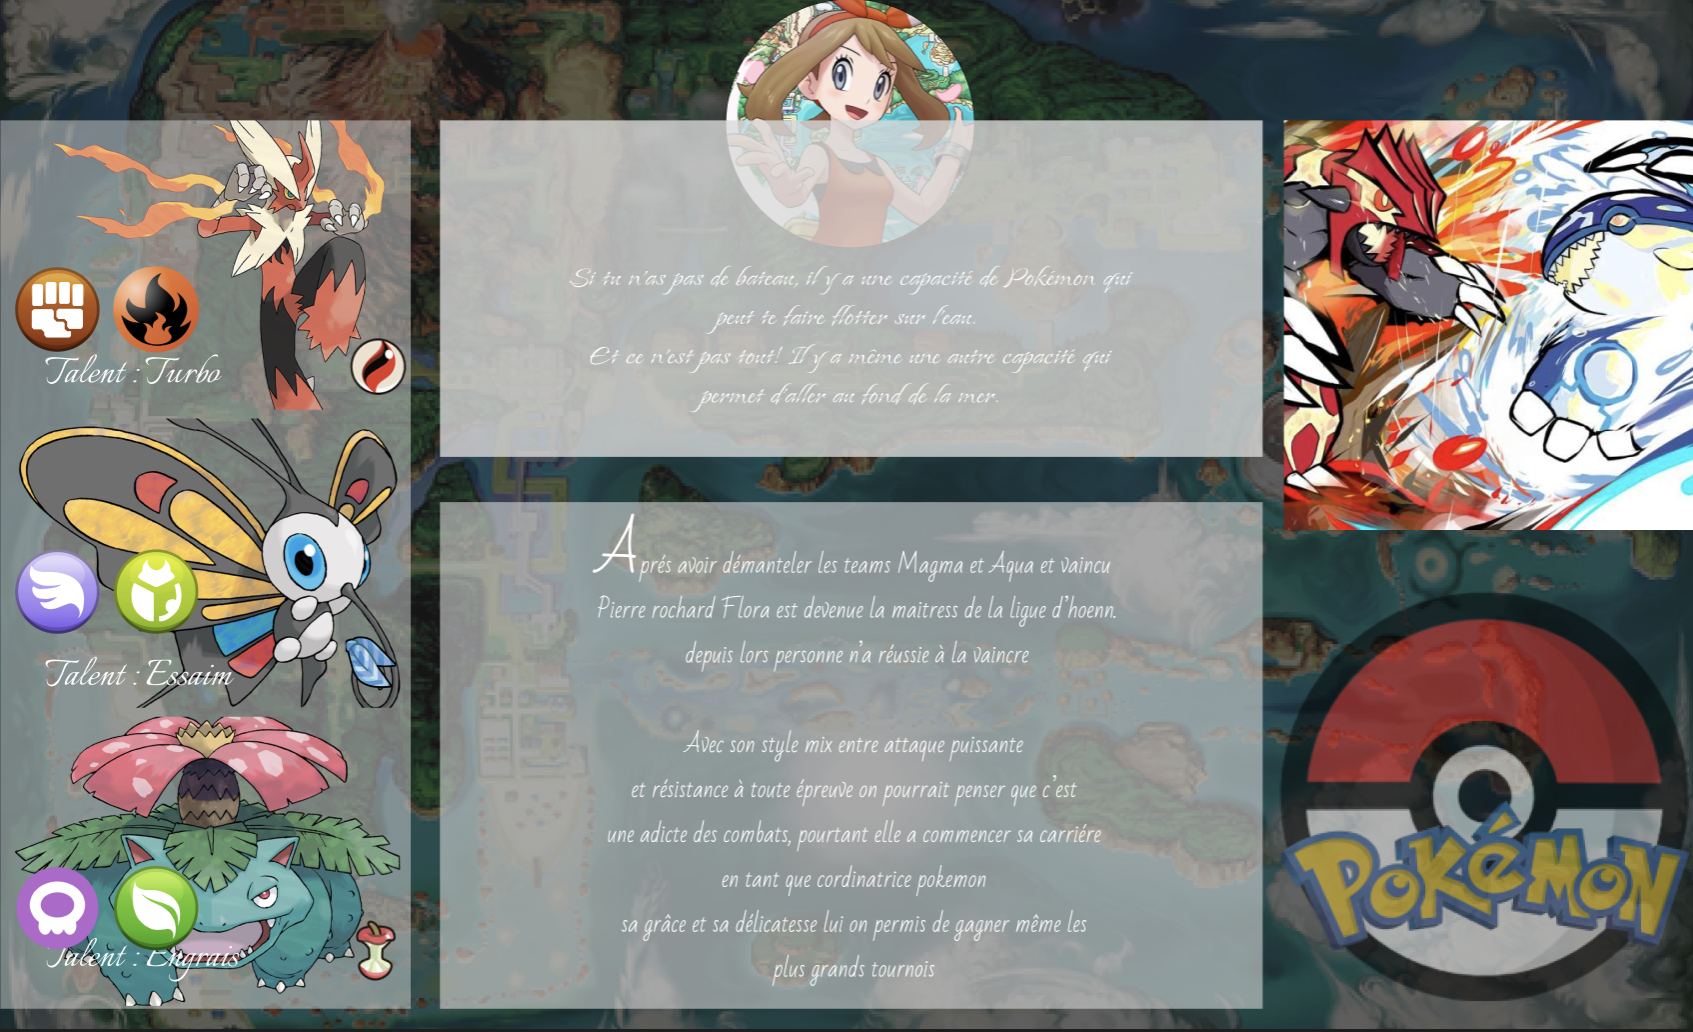 Talent : Turbo
Talent : Essaim
Talent : Engrais
Si tu n'as pas de bateau, il y a une capacité de Pokémon qui
peut te faire flotter sur l'eau.
Et ce n'est pas tout! Il y a même une autre capacité qui
permet d'aller au fond de la mer.
Aprés avoir démanteler les teams Magma et Aqua et vaincu
Pierre rochard Flora est devenue la maitress de la ligue d'hoenn.
depuis lors personne n'a réussie à la vaincre
Avec son style mix entre attaque puissante
et résistance à toute épreuve on pourrait penser que c'est
une adicte des combats, pourtant elle a commencer sa carriére
en tant que cordinatrice pokemon
sa grâce et sa délicatesse lui on permis de gagner même les
plus grands tournois
POKéMON